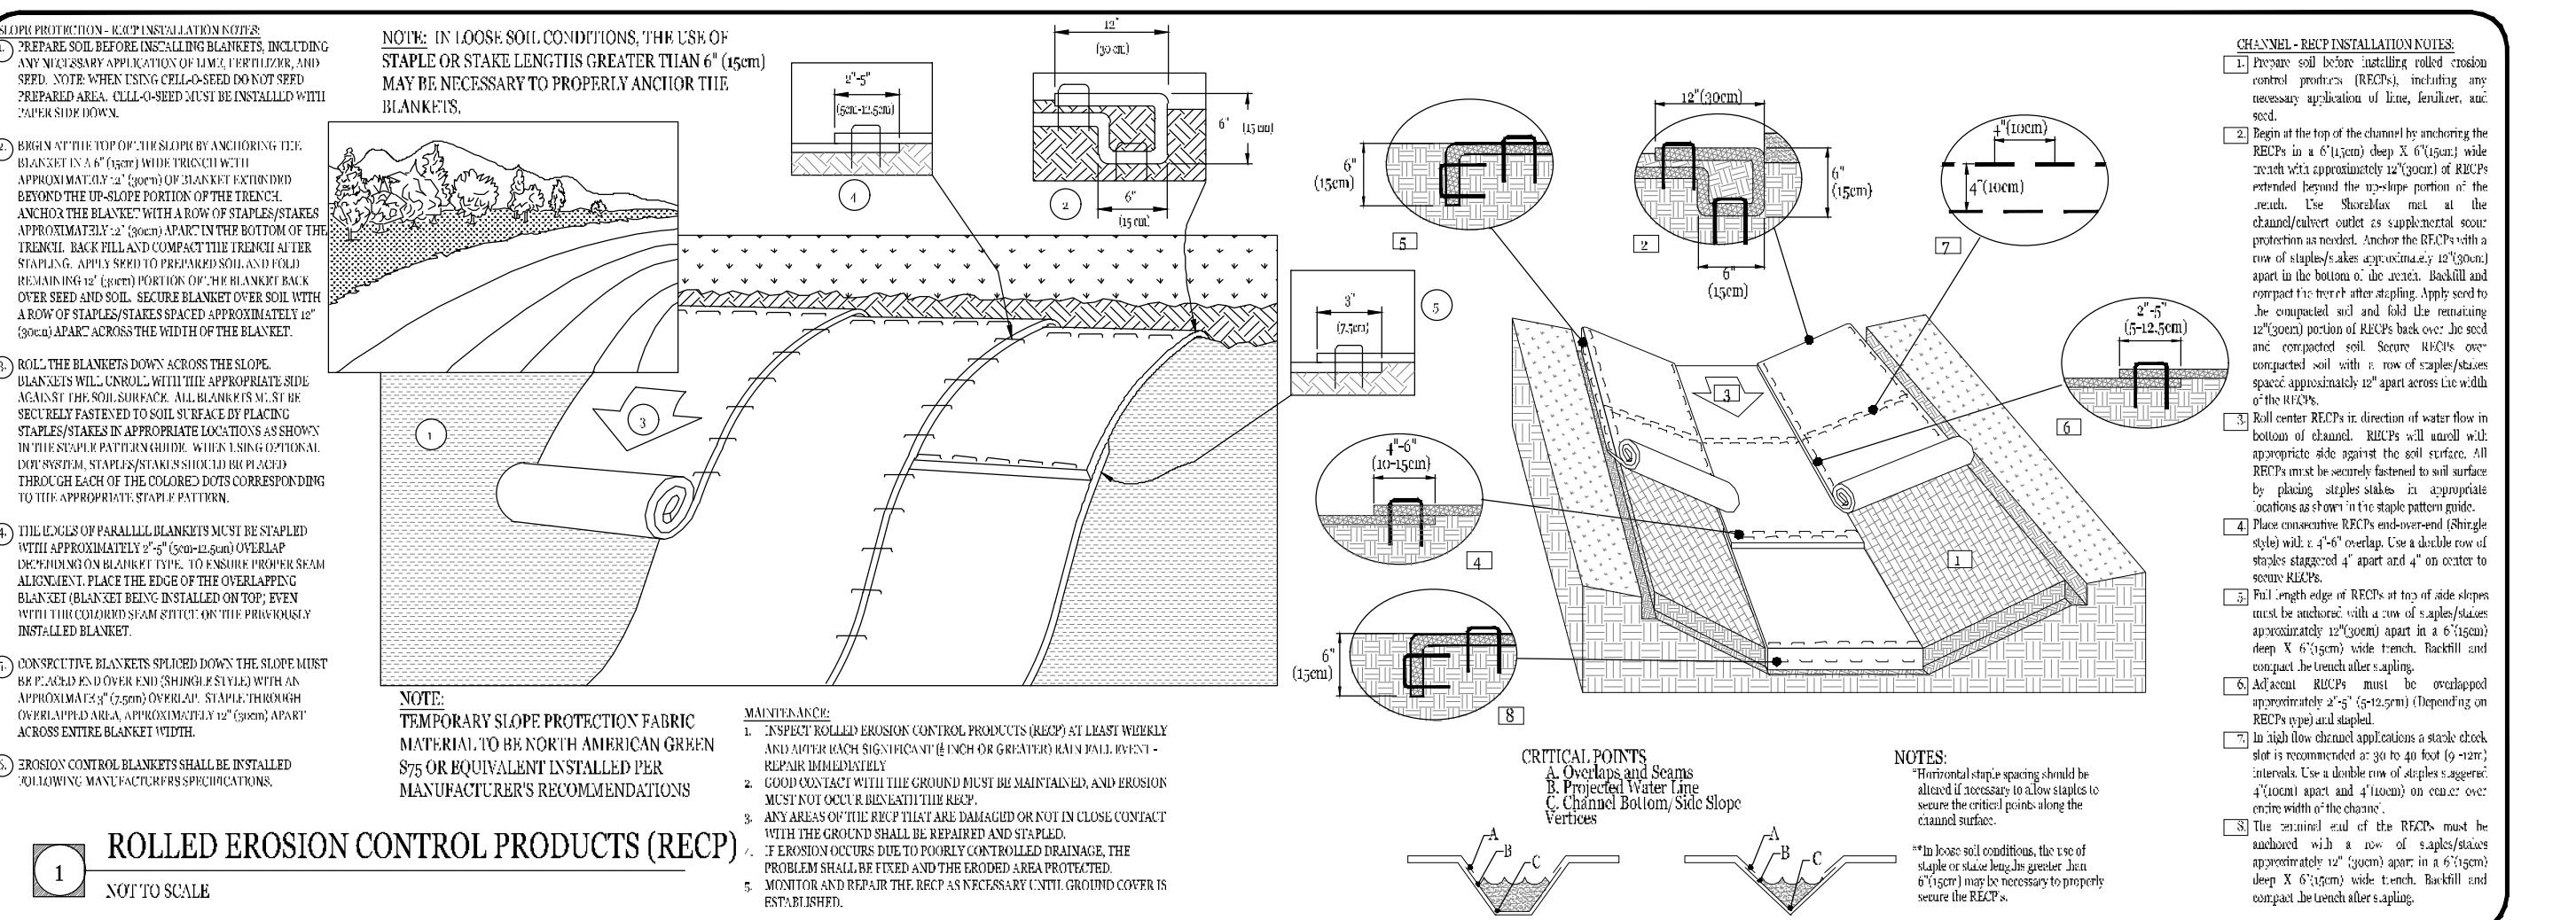 SLOPE PROTECTION - RECP INSTALLATION NOTES:
1. PREPARE SOIL BEFORE INSTALLING BLANKETS, INCLUDING
ANY NECESSARY APPLICATION OF LIME, FERTILIZER, AND
SEED. NOTE: WHEN USING CELL-O-SEED DO NOT SEED
PREPARED AREA. CELL-O-SEED MUST BE INSTALLED WITH
PAPER SIDE DOWN.
2. BEGIN AT THE TOP OF THE SLOPE BY ANCHORING THE
BLANKET IN A 6" (15cm) WIDE TRENCH WITH
APPROXIMATELY 12" (30cm) OF BLANKET EXTENDED
BEYOND THE UP-SLOPE PORTION OF THE TRENCH.
ANCHOR THE BLANKET WITH A ROW OF STAPLES/STAKES
APPROXIMATELY 12" (30cm) APART IN THE BOTTOM OF THE
TRENCH. BACK FILL AND COMPACT THE TRENCH AFTER
STAPLING. APPLY SEED TO PREPARED SOIL AND FOLD
REMAINING 12" (30cm) PORTION OF THE BLANKET BACK
OVER SEED AND SOIL. SECURE BLANKET OVER SOIL WITH
A ROW OF STAPLES/STAKES SPACED APPROXIMATELY 12"
(30cm) APART ACROSS THE WIDTH OF THE BLANKET.
3. ROLL THE BLANKETS DOWN ACROSS THE SLOPE.
BLANKETS WILL UNROLL WITH THE APPROPRIATE SIDE
AGAINST THE SOIL SURFACE. ALL BLANKETS MUST BE
SECURELY FASTENED TO SOIL SURFACE BY PLACING
STAPLES/STAKES IN APPROPRIATE LOCATIONS AS SHOWN
IN THE STAPLE PATTERN GUIDE. WHEN USING OPTIONAL
DOT SYSTEM, STAPLES/STAKES SHOULD BE PLACED
THROUGH EACH OF THE COLORED DOTS CORRESPONDING
TO THE APPROPRIATE STAPLE PATTERN.
4. THE EDGES OF PARALLEL BLANKETS MUST BE STAPLED
WITH APPROXIMATELY 2"-5" (5cm-12.5cm) OVERLAP
DEPENDING ON BLANKET TYPE. TO ENSURE PROPER SEAM
ALIGNMENT, PLACE THE EDGE OF THE OVERLAPPING
BLANKET (BLANKET BEING INSTALLED ON TOP) EVEN
WITH THE COLORED SEAM STITCH ON THE PREVIOUSLY
INSTALLED BLANKET.
5. CONSECUTIVE BLANKETS SPLICED DOWN THE SLOPE MUST
BE PLACED END OVER END (SHINGLE STYLE) WITH AN
APPROXIMATE 3" (7.5cm) OVERLAP. STAPLE THROUGH
OVERLAPPED AREA, APPROXIMATELY 12" (30cm) APART
ACROSS ENTIRE BLANKET WIDTH.
6. EROSION CONTROL BLANKETS SHALL BE INSTALLED
FOLLOWING MANUFACTURERS SPECIFICATIONS.
NOTE: IN LOOSE SOIL CONDITIONS, THE USE OF
STAPLE OR STAKE LENGTHS GREATER THAN 6" (15cm)
MAY BE NECESSARY TO PROPERLY ANCHOR THE
BLANKETS.
2"-5"
(5cm-12.5cm)
4
12"
(30 cm)
6"
(15 cm)
2
6"
(15 cm)
3"
(7.5cm)
5
1
3
NOTE:
TEMPORARY SLOPE PROTECTION FABRIC
MATERIAL TO BE NORTH AMERICAN GREEN
S75 OR EQUIVALENT INSTALLED PER
MANUFACTURER'S RECOMMENDATIONS
MAINTENANCE:
1. INSPECT ROLLED EROSION CONTROL PRODUCTS (RECP) AT LEAST WEEKLY
AND AFTER EACH SIGNIFICANT (½ INCH OR GREATER) RAIN FALL EVENT -
REPAIR IMMEDIATELY
2. GOOD CONTACT WITH THE GROUND MUST BE MAINTAINED, AND EROSION
MUST NOT OCCUR BENEATH THE RECP.
3. ANY AREAS OF THE RECP THAT ARE DAMAGED OR NOT IN CLOSE CONTACT
WITH THE GROUND SHALL BE REPAIRED AND STAPLED.
4. IF EROSION OCCURS DUE TO POORLY CONTROLLED DRAINAGE, THE
PROBLEM SHALL BE FIXED AND THE ERODED AREA PROTECTED.
5. MONITOR AND REPAIR THE RECP AS NECESSARY UNTIL GROUND COVER IS
ESTABLISHED.
1
ROLLED EROSION CONTROL PRODUCTS (RECP)
NOT TO SCALE
6"
(15cm)
5
12"(30cm)
6"
(15cm)
2
6"
(15cm)
4"(10cm)
4"(10cm)
7
2"-5"
(5-12.5cm)
6
3
4"-6"
(10-15cm)
4
1
6"
(15cm)
8
CRITICAL POINTS
A. Overlaps and Seams
B. Projected Water Line
C. Channel Bottom/Side Slope
Vertices
A
B
C
A
B
C
NOTES:
*Horizontal staple spacing should be
altered if necessary to allow staples to
secure the critical points along the
channel surface.
**In loose soil conditions, the use of
staple or stake lengths greater than
6"(15cm) may be necessary to properly
secure the RECP's.
CHANNEL - RECP INSTALLATION NOTES:
1. Prepare soil before installing rolled erosion
control products (RECPs), including any
necessary application of lime, fertilizer, and
seed.
2. Begin at the top of the channel by anchoring the
RECPs in a 6"(15cm) deep X 6"(15cm) wide
trench with approximately 12"(30cm) of RECPs
extended beyond the up-slope portion of the
trench. Use ShoreMax mat at the
channel/culvert outlet as supplemental scour
protection as needed. Anchor the RECPs with a
row of staples/stakes approximately 12"(30cm)
apart in the bottom of the trench. Backfill and
compact the trench after stapling. Apply seed to
the compacted soil and fold the remaining
12"(30cm) portion of RECPs back over the seed
and compacted soil. Secure RECPs over
compacted soil with a row of staples/stakes
spaced approximately 12" apart across the width
of the RECPs.
3. Roll center RECPs in direction of water flow in
bottom of channel. RECPs will unroll with
appropriate side against the soil surface. All
RECPs must be securely fastened to soil surface
by placing staples/stakes in appropriate
locations as shown in the staple pattern guide.
4. Place consecutive RECPs end-over-end (Shingle
style) with a 4"-6" overlap. Use a double row of
staples staggered 4" apart and 4" on center to
secure RECPs.
5. Full length edge of RECPs at top of side slopes
must be anchored with a row of staples/stakes
approximately 12"(30cm) apart in a 6"(15cm)
deep X 6"(15cm) wide trench. Backfill and
compact the trench after stapling.
6. Adjacent RECPs must be overlapped
approximately 2"-5" (5-12.5cm) (Depending on
RECPs type) and stapled.
7. In high flow channel applications a staple check
slot is recommended at 30 to 40 foot (9 -12m)
intervals. Use a double row of staples staggered
4"(10cm) apart and 4"(10cm) on center over
entire width of the channel.
8. The terminal end of the RECPs must be
anchored with a row of staples/stakes
approximately 12" (30cm) apart in a 6"(15cm)
deep X 6"(15cm) wide trench. Backfill and
compact the trench after stapling.